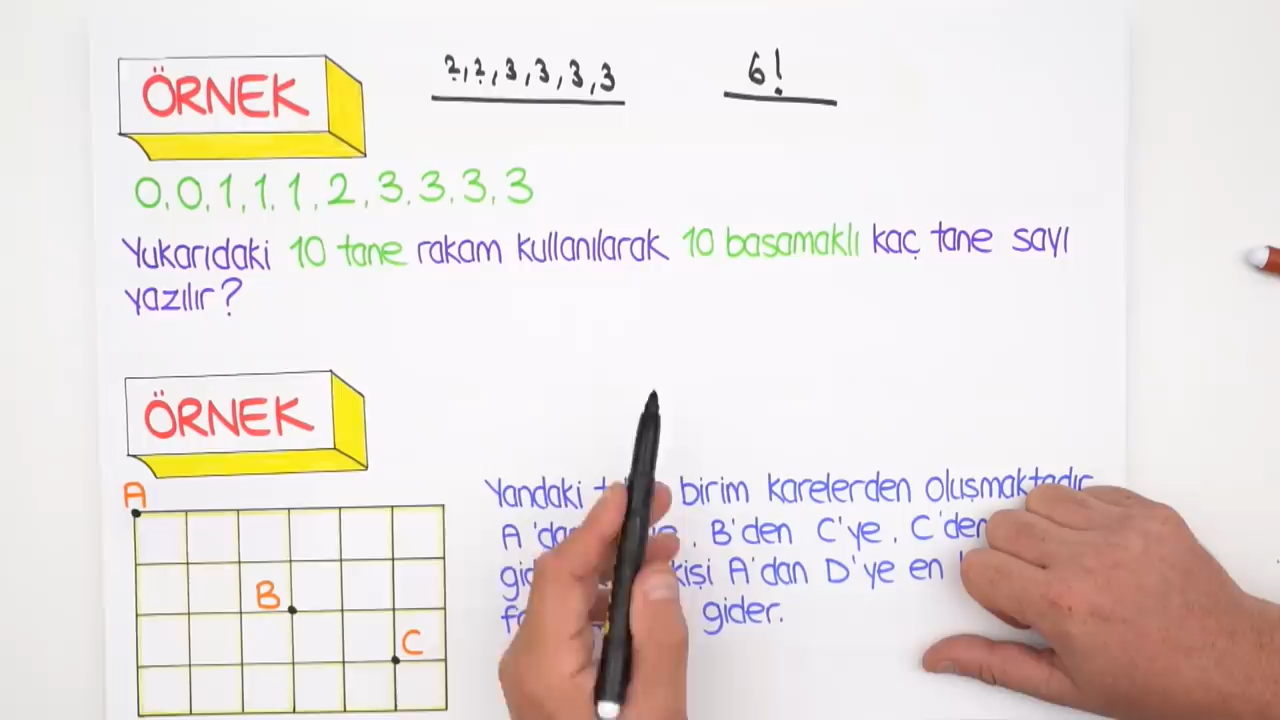 ÖRNEK
2,2,3,3,3,3
6!
0,0,1,1,1,2,3,3,3,3
Yukarıdaki 10 tane rakam kullanılarak 10 basamaklı kaç tane sayı
yazılır?
ÖRNEK
A
B
C
Yandaki birim karelerden oluşmaktadır
A'dan B'den C'ye, C'den
kişi A'dan D'ye en
gider.